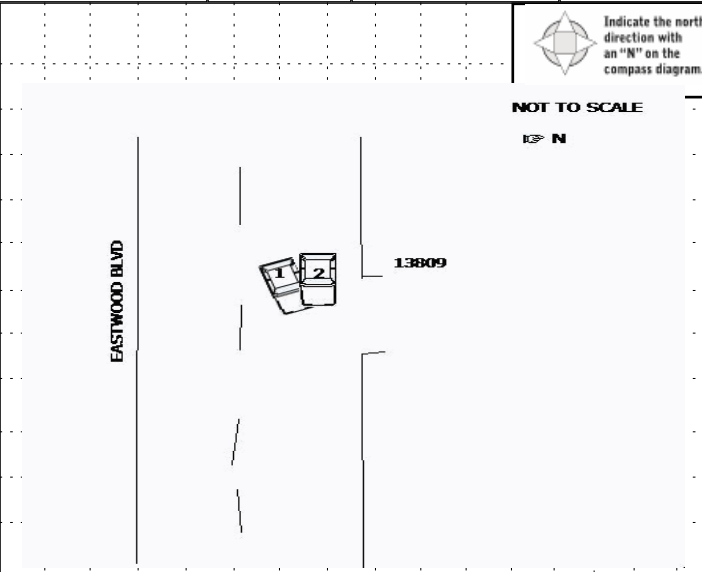 Indicate the north
direction with
an "N" on the
compass diagram.
NOT TO SCALE
☞ N
EASTWOOD BLVD
1
2
13809